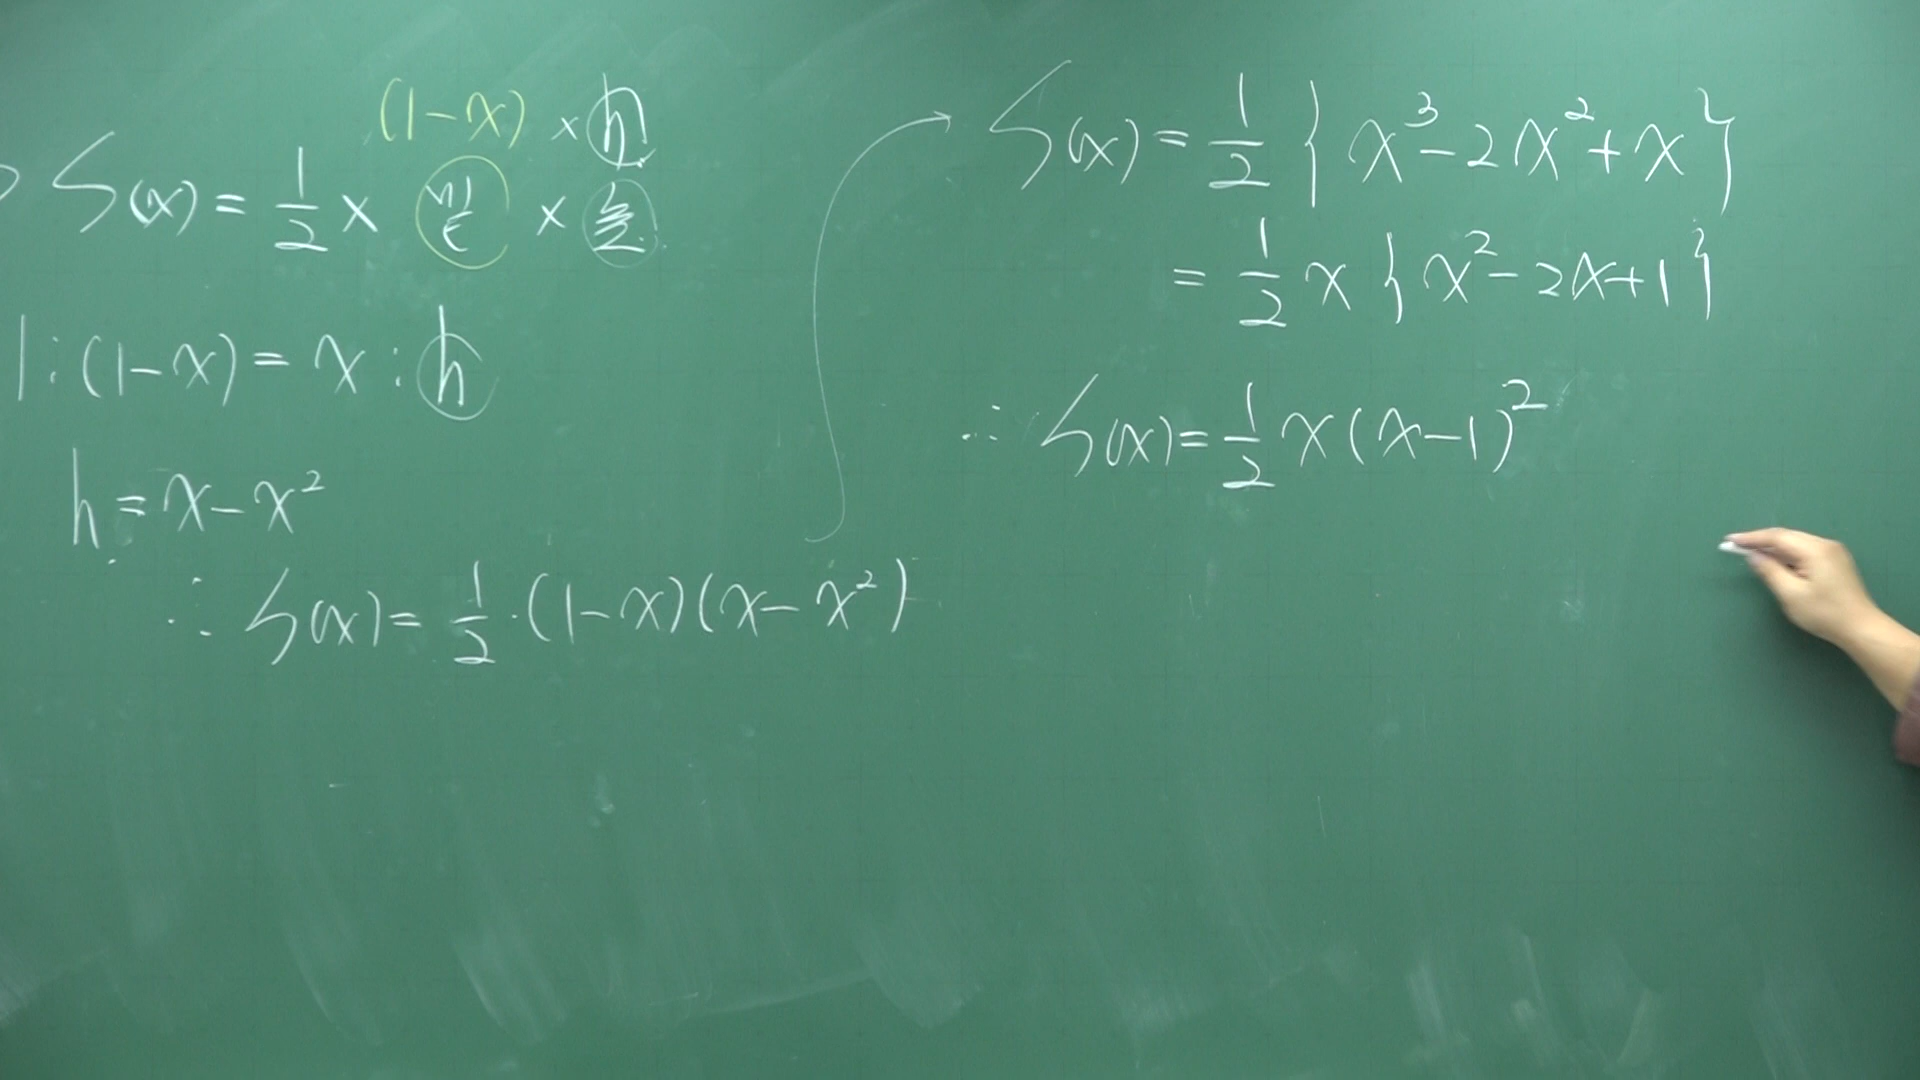 (1-x) × h
S(x) = 1/2 × 밑변 × 높이
1 : (1-x) = x : h
h = x - x²
∴ S(x) = 1/2 · (1-x)(x-x²)
S(x) = 1/2 { x³ - 2x² + x }
= 1/2 x { x² - 2x + 1 }
∴ S(x) = 1/2 x(x-1)²